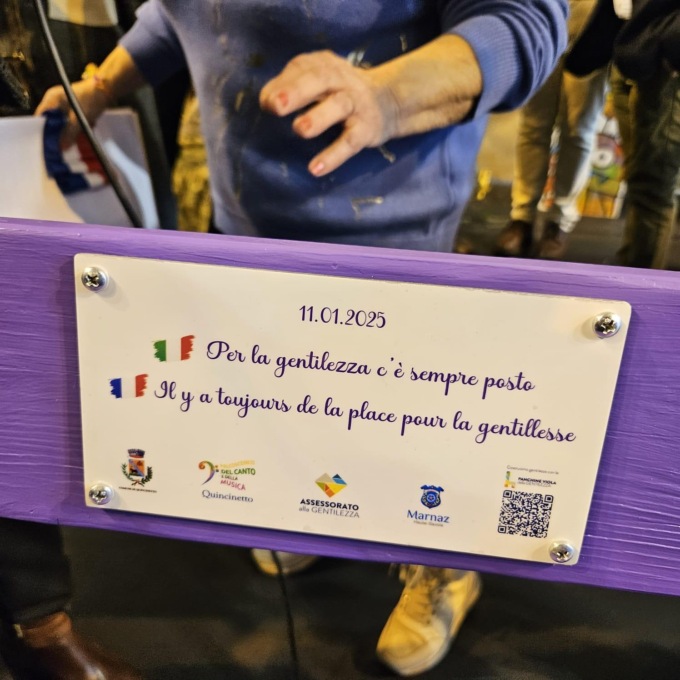 11.01.2025
Per la gentilezza c'è sempre posto
Il y a toujours de la place pour la gentillesse
DEL CANTO
E DELLA
MUSICA
Quincinetto
ASSESSORATO
alla GENTILEZZA
Marnaz
PANCHINE VIOLA